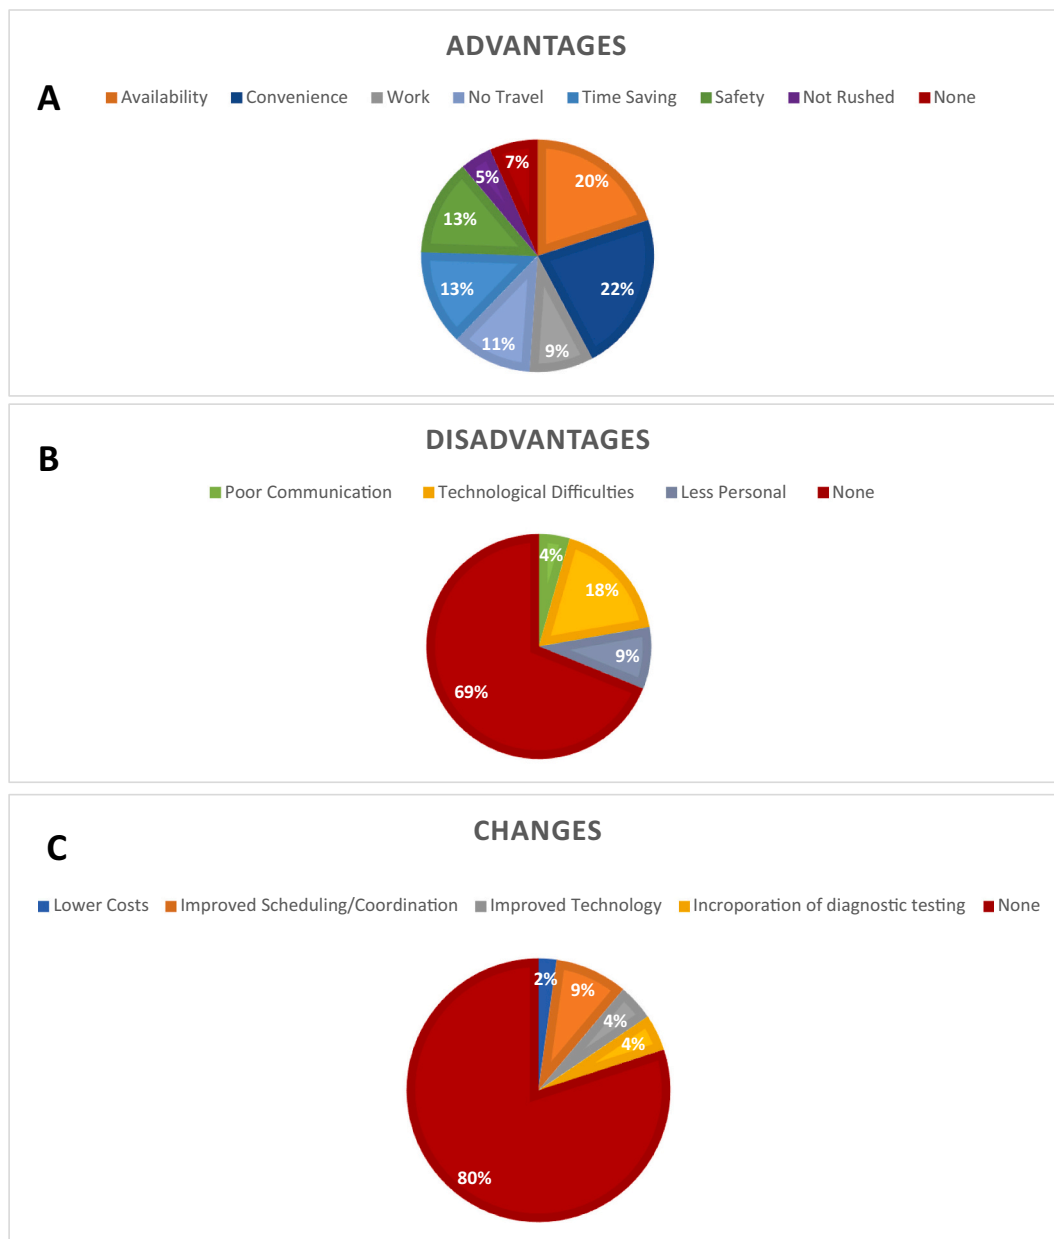 ADVANTAGES
A
Availability Convenience Work No Travel Time Saving Safety Not Rushed None
7%
20%
5%
13%
22%
13%
11%
9%
DISADVANTAGES
B
Poor Communication Technological Difficulties Less Personal None
4%
18%
9%
69%
CHANGES
C
Lower Costs Improved Scheduling/Coordination Improved Technology Incroporation of diagnostic testing None
2%
9%
4%
4%
80%